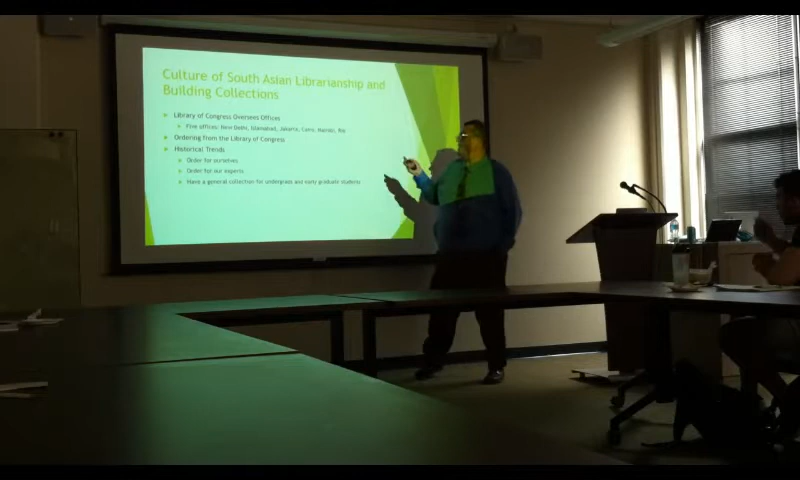 Culture of South Asian Librarianship and
Building Collections
Library of Congress Overseas Offices
Five offices: New Delhi, Islamabad, Jakarta, Cairo, Nairobi, Rio
Ordering from the Library of Congress
Historical Trends
Order for ourselves
Order for our experts
Have a general collection for undergrads and early graduate students